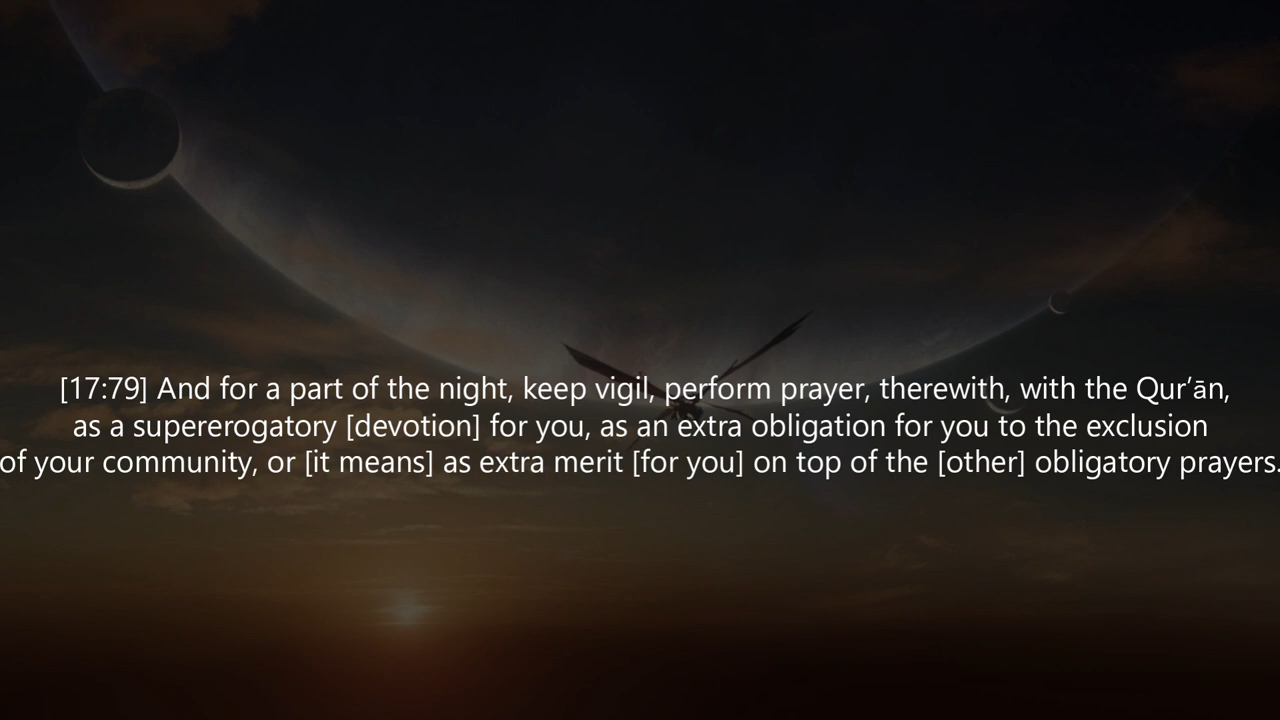 [17:79] And for a part of the night, keep vigil, perform prayer, therewith, with the Qur’ān,
as a supererogatory [devotion] for you, as an extra obligation for you to the exclusion
of your community, or [it means] as extra merit [for you] on top of the [other] obligatory prayers.